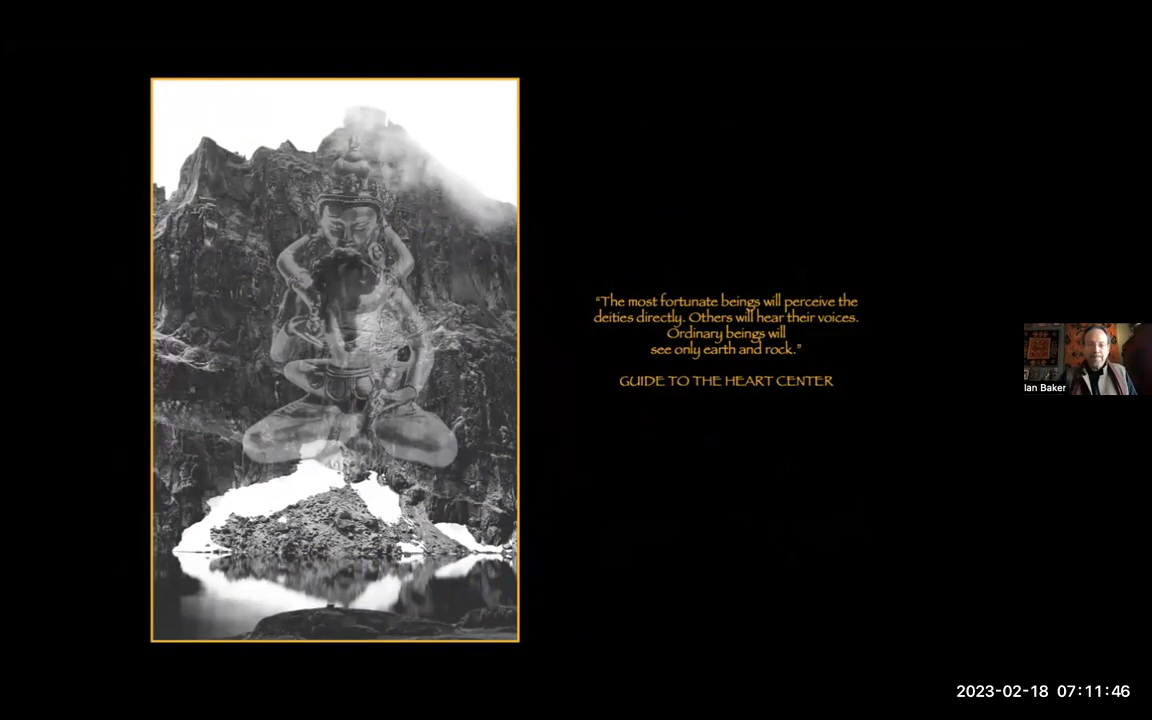 “The most fortunate beings will perceive the
deities directly. Others will hear their voices.
Ordinary beings will
see only earth and rock.”
GUIDE TO THE HEART CENTER
Ian Baker
2023-02-18 07:11:46